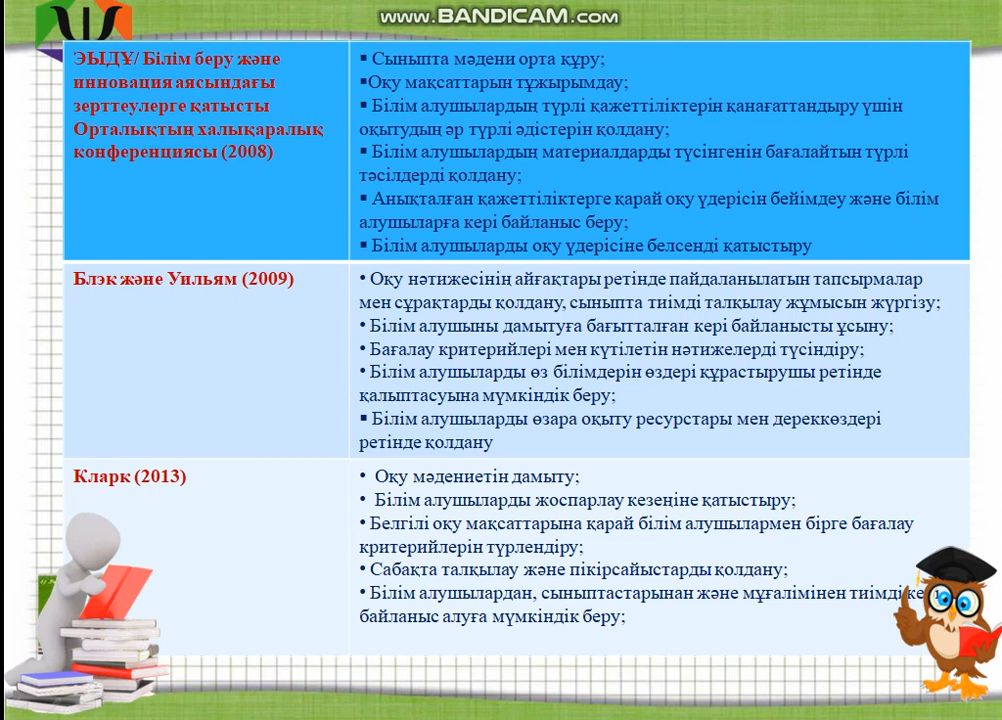 www.BANDICAM.com
ЭЫДҰ/ Білім беру және
инновация аясындағы
зерттеулерге қатысты
Орталықтың халықаралық
конференциясы (2008)
▪ Сыныпта мәдени орта құру;
▪Оқу мақсаттарын тұжырымдау;
▪ Білім алушылардың түрлі қажеттіліктерін қанағаттандыру үшін
оқытудың әр түрлі әдістерін қолдану;
▪ Білім алушылардың материалдарды түсінгенін бағалайтын түрлі
тәсілдерді қолдану;
▪ Анықталған қажеттіліктерге қарай оқу үдерісін бейімдеу және білім
алушыларға кері байланыс беру;
▪ Білім алушыларды оқу үдерісіне белсенді қатыстыру
Блэк және Уильям (2009)
• Оқу нәтижесінің айғақтары ретінде пайдаланылатын тапсырмалар
мен сұрақтарды қолдану, сыныпта тиімді талқылау жұмысын жүргізу;
• Білім алушыны дамытуға бағытталған кері байланысты ұсыну;
• Бағалау критерийлері мен күтілетін нәтижелерді түсіндіру;
• Білім алушыларды өз білімдерін өздері құрастырушы ретінде
қалыптасуына мүмкіндік беру;
▪ Білім алушыларды өзара оқыту ресурстары мен дереккөздері
ретінде қолдану
Кларк (2013)
• Оқу мәдениетін дамыту;
• Білім алушыларды жоспарлау кезеңіне қатыстыру;
• Белгілі оқу мақсаттарына қарай білім алушылармен бірге бағалау
критерийлерін түрлендіру;
• Сабақта талқылау және пікірсайыстарды қолдану;
• Білім алушылардан, сыныптастарынан және мұғалімінен тиімді
байланыс алуға мүмкіндік беру;